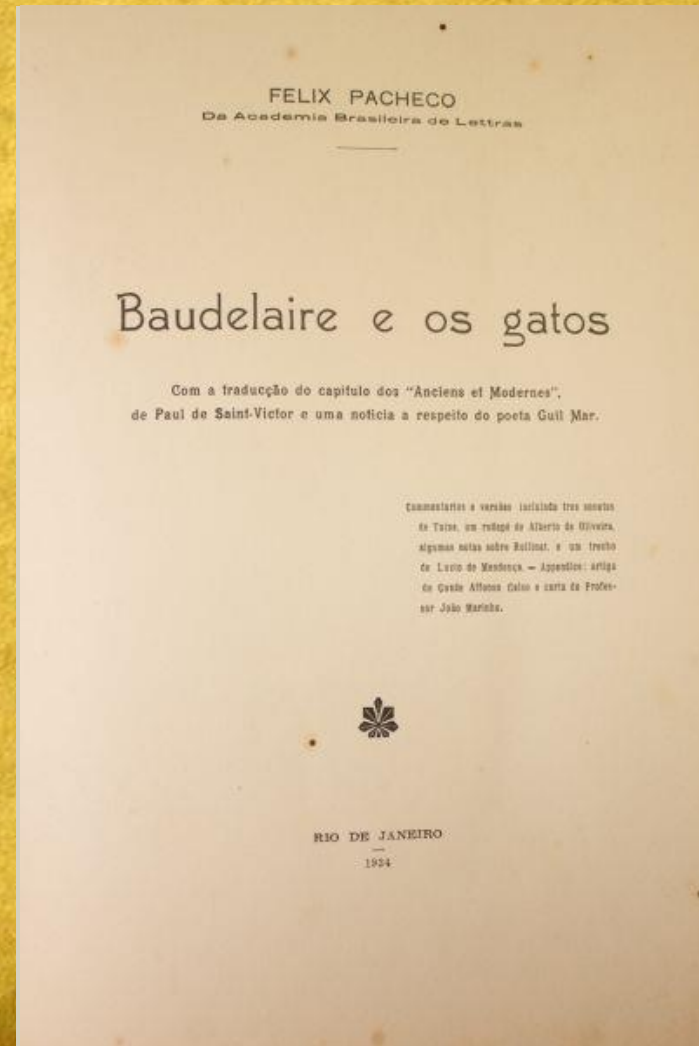 FELIX PACHECO
Da Academia Brasileira de Lettras
Baudelaire e os gatos
Com a traducção do capitulo dos "Anciens et Modernes",
de Paul de Saint-Victor e uma noticia a respeito do poeta Guil Mar.
Commentarios e versões incluindo tres sonetos
de Taine, um rodapé de Alberto de Oliveira,
algumas notas sobre Rollinat, e um trecho
de Lucio de Mendonça. — Appendice: artigo
do Conde Affonso Celso e carta do Profes-
sor João Marinho.
RIO DE JANEIRO
1934